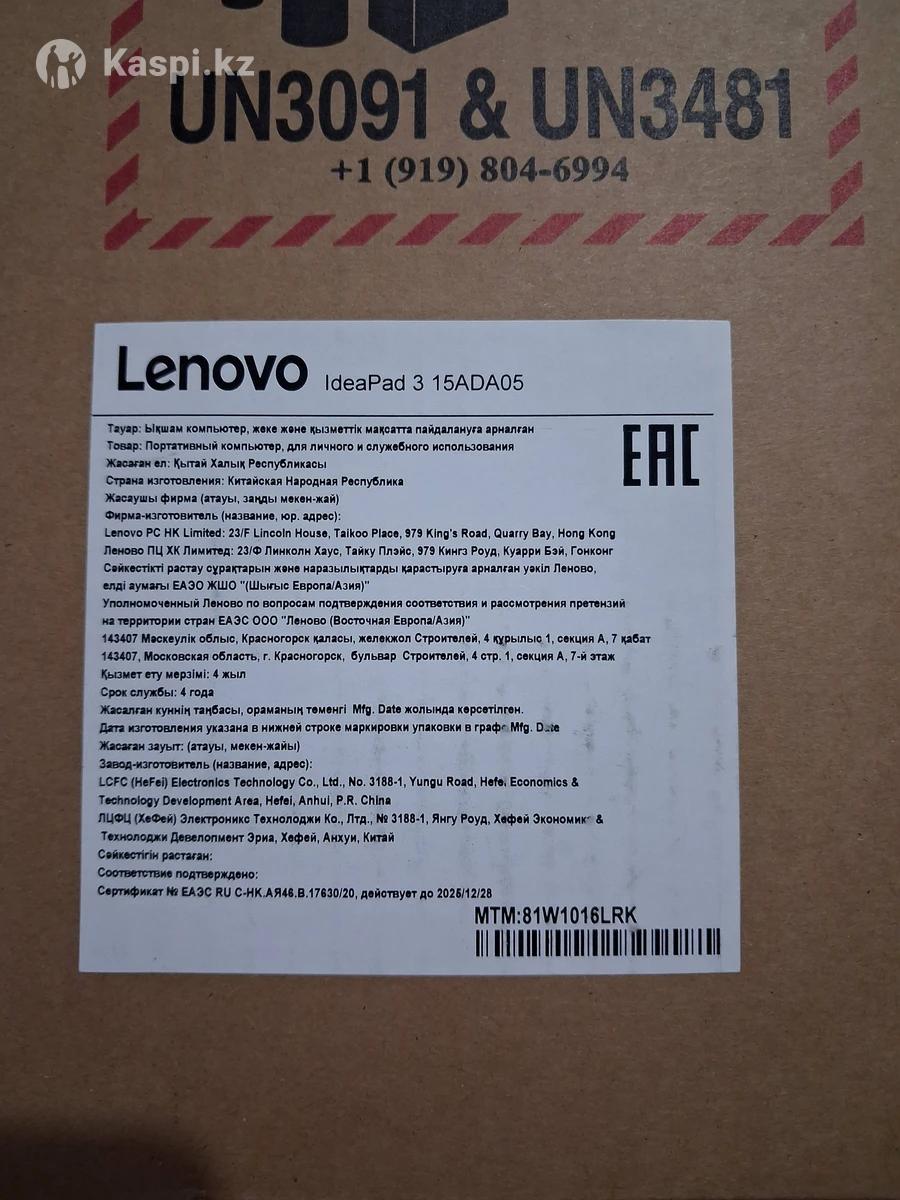 Kaspi.kz
UN3091 & UN3481
+1 (919) 804-6994
Lenovo IdeaPad 3 15ADA05
EAC
Тауар: Ықшам компьютер, жеке және қызметтік мақсатта пайдалануға арналған
Товар: Портативный компьютер, для личного и служебного использования
Жасаған ел: Қытай Халық Республикасы
Страна изготовления: Китайская Народная Республика
Жасаушы фирма (атауы, заңды мекен-жай)
Фирма-изготовитель (название, юр. адрес):
Lenovo PC HK Limited: 23/F Lincoln House, Taikoo Place, 979 King's Road, Quarry Bay, Hong Kong
Леново ПЦ ХК Лимитед: 23/Ф Линколн Хаус, Тайку Плэйс, 979 Кингз Роуд, Куарри Бэй, Гонконг
Сәйкестікті растау сұрақтарын және наразылықтарды қарастыруға арналған уәкіл Леново,
елді аумағы ЕАЭО ЖШО "(Шығыс Европа/Азия)"
Уполномоченный Леново по вопросам подтверждения соответствия и рассмотрения претензий
на территории стран ЕАЭС ООО "Леново (Восточная Европа/Азия)"
143407 Мәскеулік облыс, Красногорск қаласы, желекжол Строителей, 4 құрылыс 1, секция А, 7 қабат
143407, Московская область, г. Красногорск, бульвар Строителей, 4 стр. 1, секция А, 7-й этаж
Қызмет ету мерзімі: 4 жыл
Срок службы: 4 года
Жасалған куннің таңбасы, ораманың төменгі Mfg. Date жолында көрсетілген.
Дата изготовления указана в нижней строке маркировки упаковки в графе Mfg. Date
Жасаған зауыт: (атауы, мекен-жайы)
Завод-изготовитель (название, адрес):
LCFC (HeFei) Electronics Technology Co., Ltd., No. 3188-1, Yungu Road, Hefei Economics &
Technology Development Area, Hefei, Anhui, P.R. China
ЛЦФЦ (ХеФей) Электроникс Технолоджи Ко., Лтд., № 3188-1, Янгу Роуд, Хефей Экономикс &
Технолоджи Девелопмент Эриа, Хефей, Анхуи, Китай
Сәйкестігін растаған:
Соответствие подтверждено:
Сертификат № ЕАЭС RU С-HK.АЯ46.В.17630/20, действует до 2025/12/28
MTM:81W1016LRK